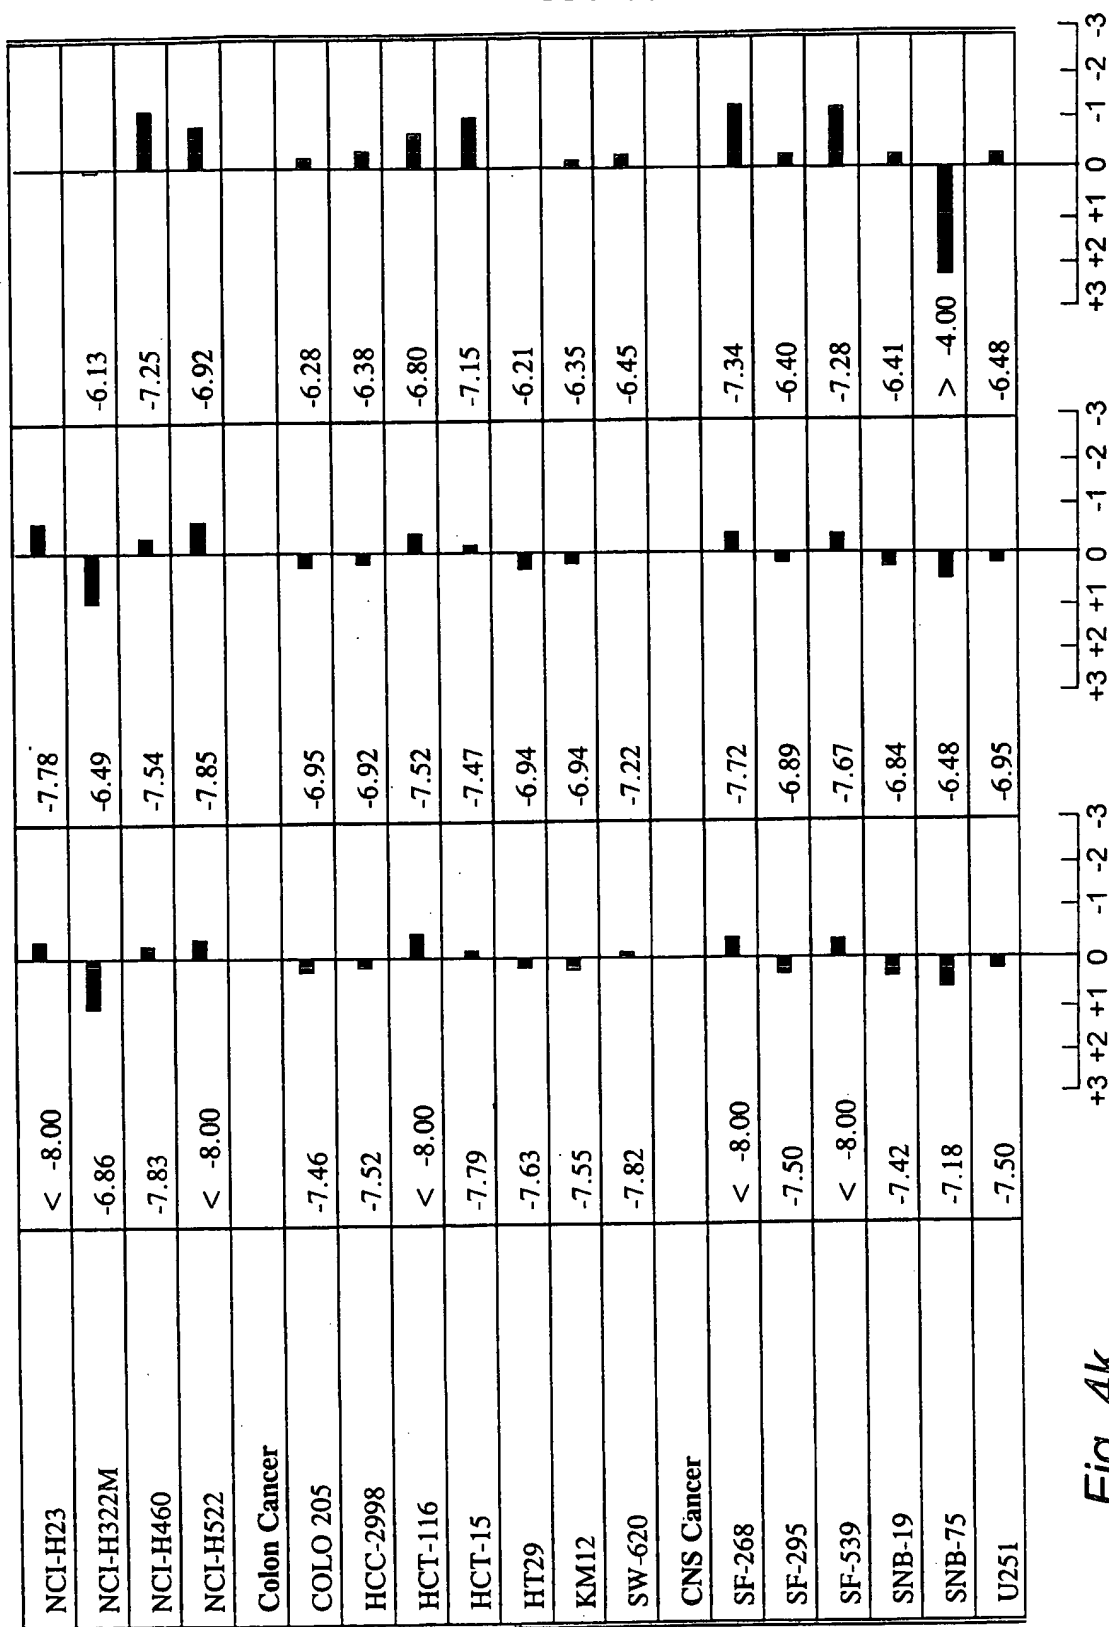 NCI-H23 < -8.00 -7.78
NCI-H322M -6.86 -6.49 -6.13
NCI-H460 -7.83 -7.54 -7.25
NCI-H522 < -8.00 -7.85 -6.92
Colon Cancer
COLO 205 -7.46 -6.95 -6.28
HCC-2998 -7.52 -6.92 -6.38
HCT-116 < -8.00 -7.52 -6.80
HCT-15 -7.79 -7.47 -7.15
HT29 -7.63 -6.94 -6.21
KM12 -7.55 -6.94 -6.35
SW-620 -7.82 -7.22 -6.45
CNS Cancer
SF-268 < -8.00 -7.72 -7.34
SF-295 -7.50 -6.89 -6.40
SF-539 < -8.00 -7.67 -7.28
SNB-19 -7.42 -6.84 -6.41
SNB-75 -7.18 -6.48 > -4.00
U251 -7.50 -6.95 -6.48
+3 +2 +1 0 -1 -2 -3 +3 +2 +1 0 -1 -2 -3 +3 +2 +1 0 -1 -2 -3
Fig. 4k